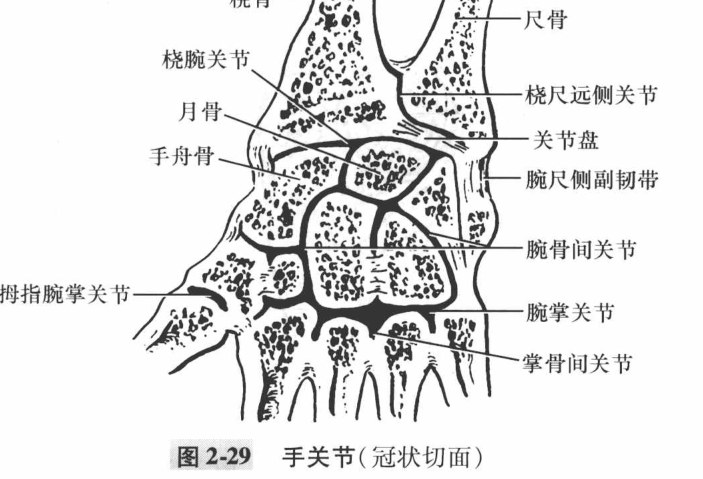 桡骨
尺骨
桡腕关节
桡尺远侧关节
月骨
关节盘
手舟骨
腕尺侧副韧带
腕骨间关节
拇指腕掌关节
腕掌关节
掌骨间关节
图 2-29 手关节(冠状切面)